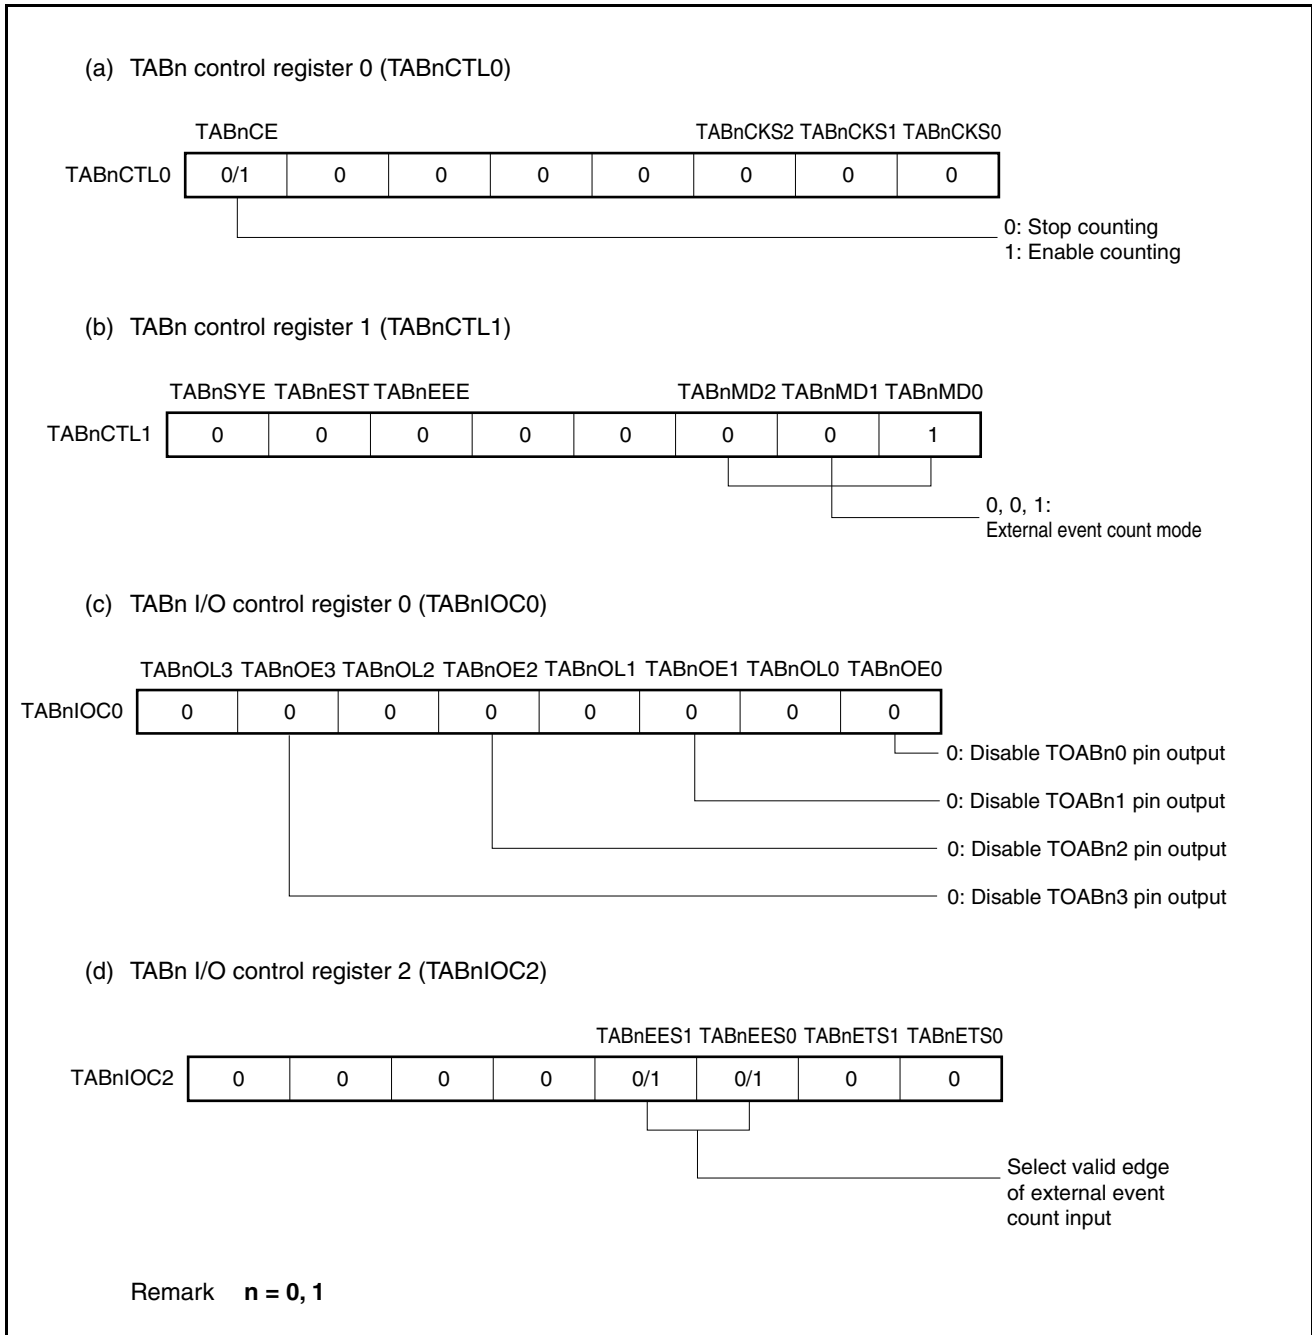 (a) TABn control register 0 (TABnCTL0)
TABnCE TABnCKS2 TABnCKS1 TABnCKS0
TABnCTL0 0/1 0 0 0 0 0 0 0
0: Stop counting
1: Enable counting
(b) TABn control register 1 (TABnCTL1)
TABnSYE TABnEST TABnEEE TABnMD2 TABnMD1 TABnMD0
TABnCTL1 0 0 0 0 0 0 0 1
0, 0, 1:
External event count mode
(c) TABn I/O control register 0 (TABnIOC0)
TABnOL3 TABnOE3 TABnOL2 TABnOE2 TABnOL1 TABnOE1 TABnOL0 TABnOE0
TABnIOC0 0 0 0 0 0 0 0 0
0: Disable TOABn0 pin output
0: Disable TOABn1 pin output
0: Disable TOABn2 pin output
0: Disable TOABn3 pin output
(d) TABn I/O control register 2 (TABnIOC2)
TABnEES1 TABnEES0 TABnETS1 TABnETS0
TABnIOC2 0 0 0 0 0/1 0/1 0 0
Select valid edge
of external event
count input
Remark n = 0, 1